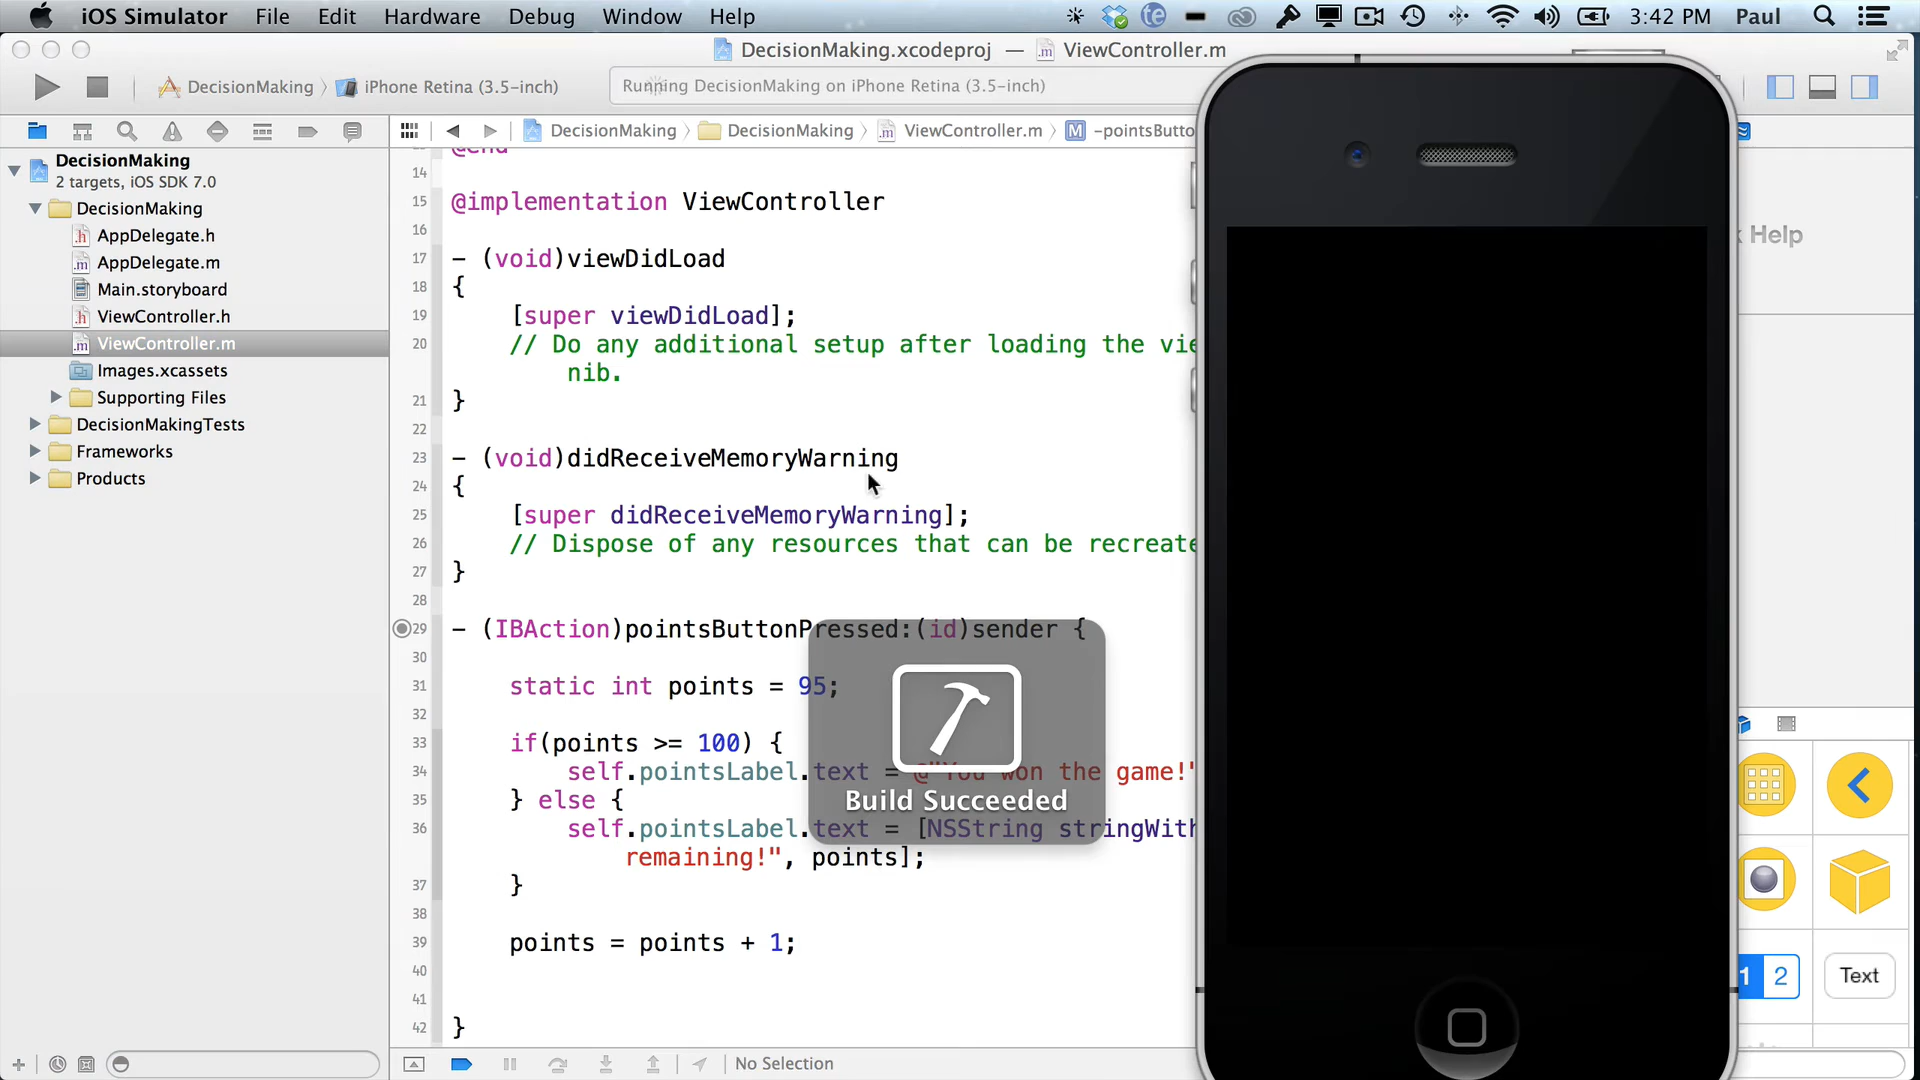 iOS Simulator File Edit Hardware Debug Window Help 3:42 PM Paul
DecisionMaking.xcodeproj — ViewController.m
DecisionMaking iPhone Retina (3.5-inch) Running DecisionMaking on iPhone Retina (3.5-inch)
DecisionMaking DecisionMaking ViewController.m M -pointsButto
DecisionMaking
2 targets, iOS SDK 7.0
DecisionMaking
AppDelegate.h
AppDelegate.m
Main.storyboard
ViewController.h
ViewController.m
Images.xcassets
Supporting Files
DecisionMakingTests
Frameworks
Products
@end
14
15 @implementation ViewController
16
17 - (void)viewDidLoad
18 {
19 [super viewDidLoad];
20 // Do any additional setup after loading the vie
nib.
21 }
22
23 - (void)didReceiveMemoryWarning
24 {
25 [super didReceiveMemoryWarning];
26 // Dispose of any resources that can be recreate
27 }
28
29 - (IBAction)pointsButtonPressed:(id)sender {
30
31 static int points = 95;
32
33 if(points >= 100) {
34 self.pointsLabel.text = @"You won the game!"
35 } else {
36 self.pointsLabel.text = [NSString stringWith
remaining!", points];
37 }
38
39 points = points + 1;
40
41
42 }
Build Succeeded
Help
1 2 Text
No Selection